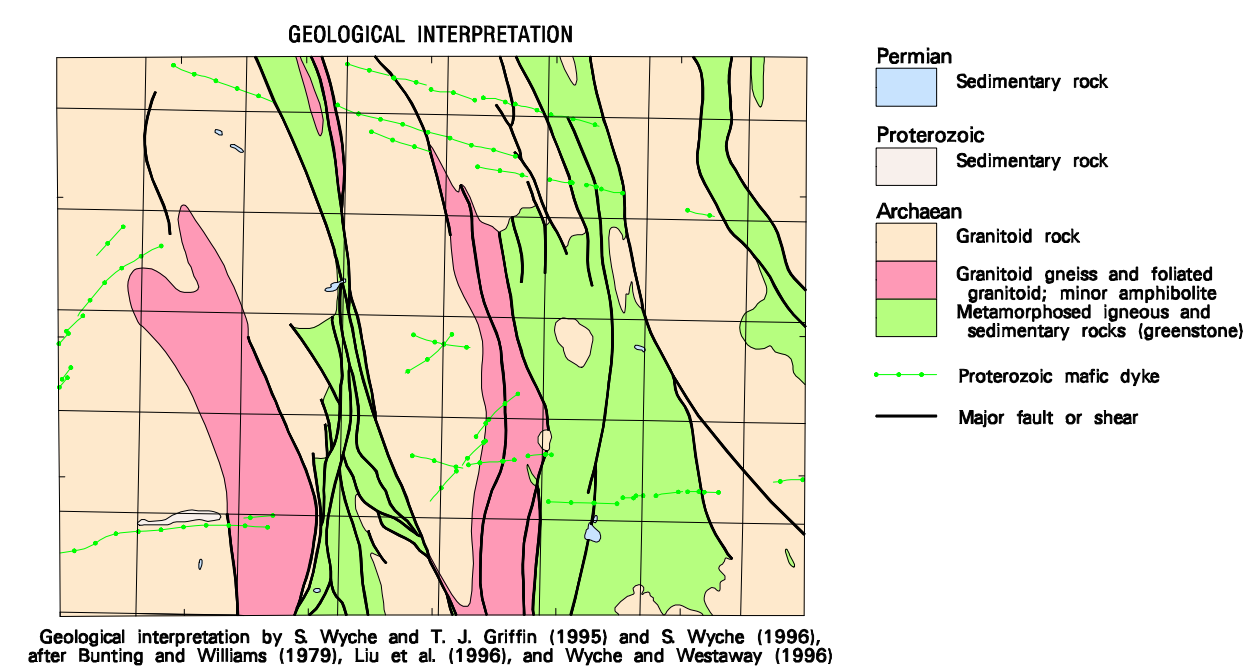 GEOLOGICAL INTERPRETATION
Permian
Sedimentary rock
Proterozoic
Sedimentary rock
Archaean
Granitoid rock
Granitoid gneiss and foliated
granitoid; minor amphibolite
Metamorphosed igneous and
sedimentary rocks (greenstone)
Proterozoic mafic dyke
Major fault or shear
Geological interpretation by S. Wyche and T. J. Griffin (1995) and S. Wyche (1996),
after Bunting and Williams (1979), Liu et al. (1996), and Wyche and Westaway (1996)